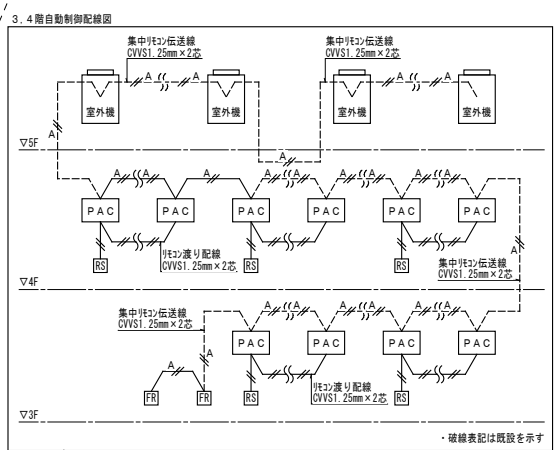 3.4階自動制御配線図
集中リモコン伝送線
CVVS1.25mm×2芯
集中リモコン伝送線
CVVS1.25mm×2芯
A A A A A
室外機 室外機 室外機 室外機
A
A
▽5F
A A A A A A A A A
PAC PAC PAC PAC PAC PAC
A
リモコン渡り配線
CVVS1.25mm×2芯
集中リモコン伝送線
CVVS1.25mm×2芯
RS RS RS
▽4F
集中リモコン伝送線
CVVS1.25mm×2芯
A A A A A A
PAC PAC PAC PAC
A
A
リモコン渡り配線
CVVS1.25mm×2芯
FR FR RS RS
▽3F
・破線表記は既設を示す